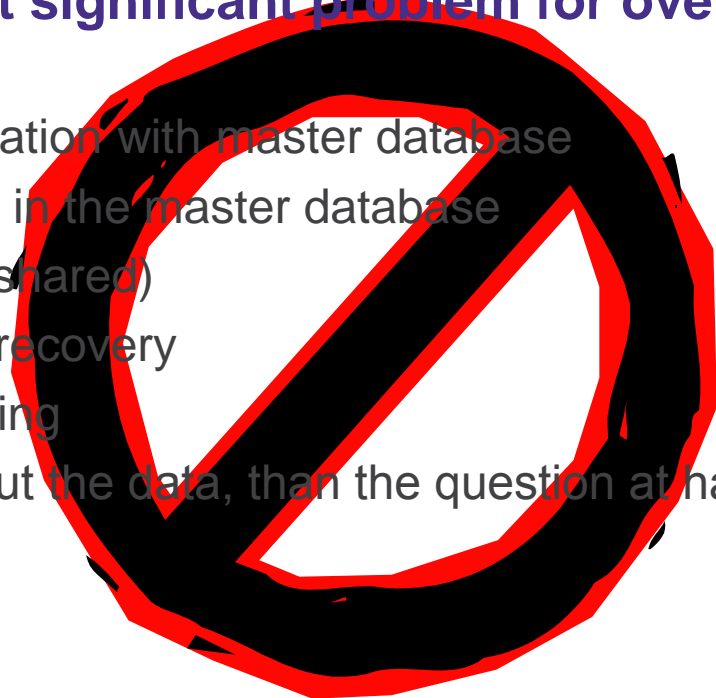 t significant problem for ove
ation with master database
in the master database
shared)
recovery
ing
ut the data, than the question at ha